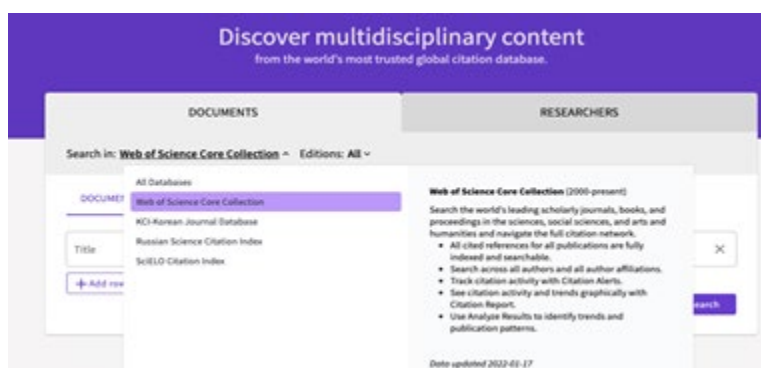 Discover multidisciplinary content
from the world's most trusted global citation database.
DOCUMENTS
RESEARCHERS
Search in: Web of Science Core Collection Editions: All
DOCUMEN
Title
+ Add row
earch
All Databases
Web of Science Core Collection
KCI-Korean Journal Database
Russian Science Citation Index
SciELO Citation Index
Web of Science Core Collection (2000-present)
Search the world's leading scholarly journals, books, and
proceedings in the sciences, social sciences, and arts and
humanities and navigate the full citation network.
• All cited references for all publications are fully
indexed and searchable.
• Search across all authors and all author affiliations.
• Track citation activity with Citation Alerts.
• See citation activity and trends graphically with
Citation Report.
• Use Analyze Results to identify trends and
publication patterns.
Data updated 2022-01-17